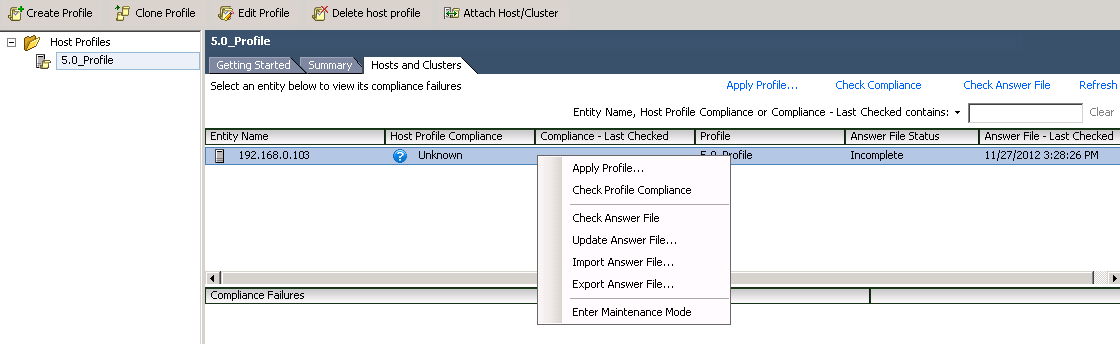 Create Profile Clone Profile Edit Profile Delete host profile Attach Host/Cluster
Host Profiles
5.0_Profile
5.0_Profile
Getting Started Summary Hosts and Clusters
Select an entity below to view its compliance failures
Apply Profile... Check Compliance Check Answer File Refresh
Entity Name, Host Profile Compliance or Compliance - Last Checked contains: Clear
Entity Name Host Profile Compliance Compliance - Last Checked Profile Answer File Status Answer File - Last Checked
192.168.0.103 Unknown 5.0_Profile Incomplete 11/27/2012 3:28:26 PM
Apply Profile...
Check Profile Compliance
Check Answer File
Update Answer File...
Import Answer File...
Export Answer File...
Enter Maintenance Mode
Compliance Failures